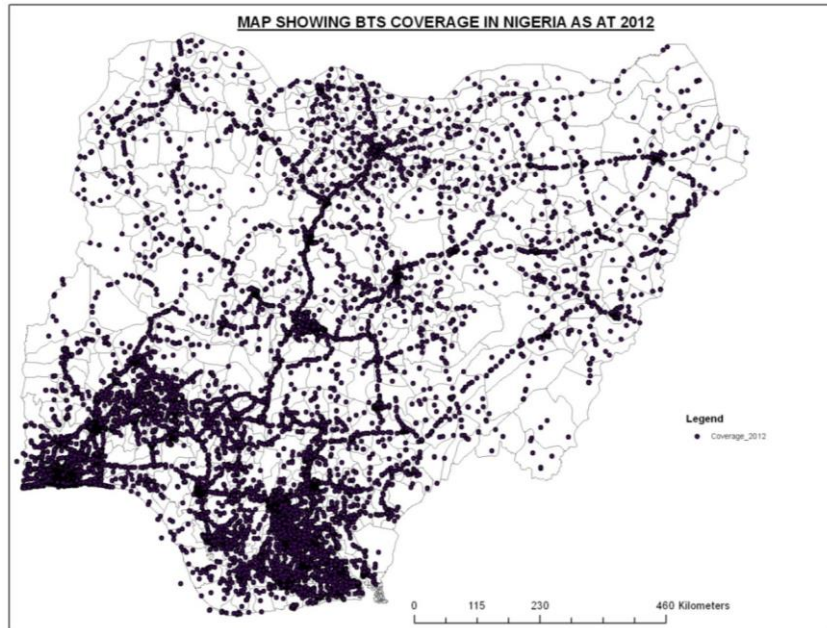 MAP SHOWING BTS COVERAGE IN NIGERIA AS AT 2012
Legend
Coverage_2012
0 115 230 460 Kilometers